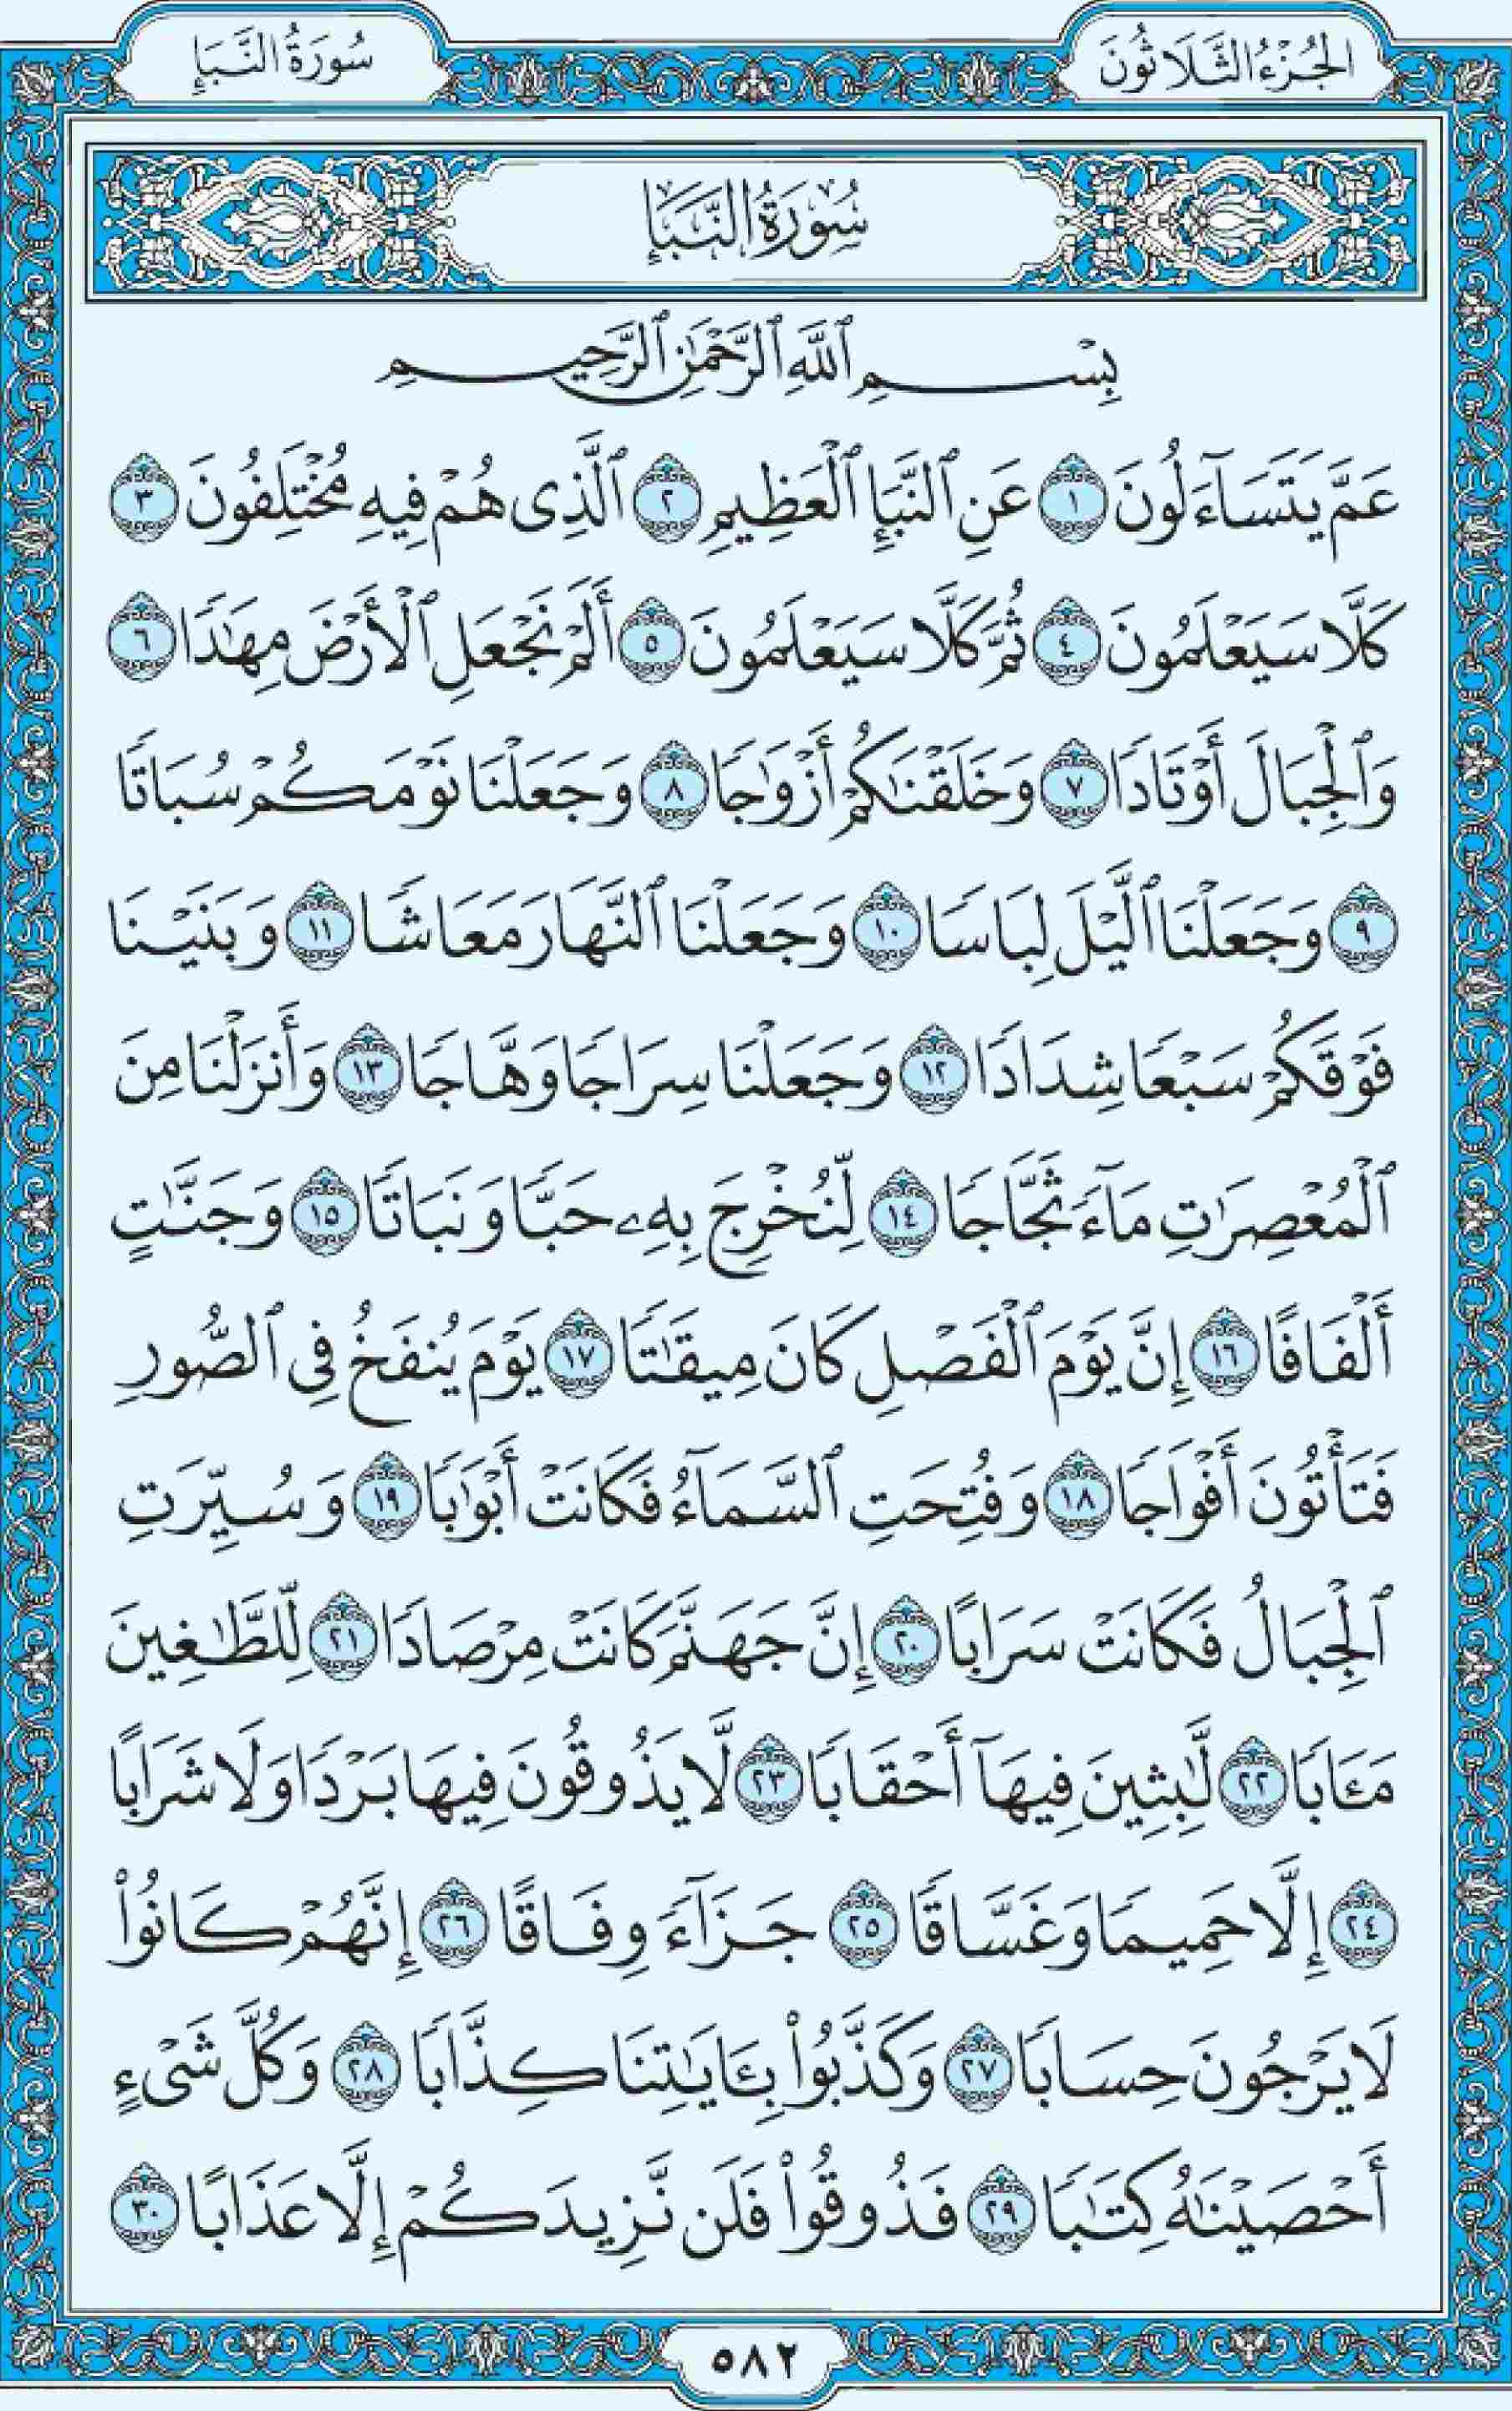 الجُزْءُ الثَّلَاثُونَ
سُورَةُ النَّبَإِ
سُورَةُ النَّبَإِ
بِسْمِ ٱللَّهِ ٱلرَّحْمَٰنِ ٱلرَّحِيمِ
عَمَّ يَتَسَآءَلُونَ ١ عَنِ ٱلنَّبَإِ ٱلْعَظِيمِ ٢ ٱلَّذِى هُمْ فِيهِ مُخْتَلِفُونَ ٣
كَلَّا سَيَعْلَمُونَ ٤ ثُمَّ كَلَّا سَيَعْلَمُونَ ٥ أَلَمْ نَجْعَلِ ٱلْأَرْضَ مِهَٰدًا ٦
وَٱلْجِبَالَ أَوْتَادًا ٧ وَخَلَقْنَٰكُمْ أَزْوَٰجًا ٨ وَجَعَلْنَا نَوْمَكُمْ سُبَاتًا
٩ وَجَعَلْنَا ٱلَّيْلَ لِبَاسًا ١٠ وَجَعَلْنَا ٱلنَّهَارَ مَعَاشًا ١١ وَبَنَيْنَا
فَوْقَكُمْ سَبْعًا شِدَادًا ١٢ وَجَعَلْنَا سِرَاجًا وَهَّاجًا ١٣ وَأَنزَلْنَا مِنَ
ٱلْمُعْصِرَٰتِ مَآءً ثَجَّاجًا ١٤ لِّنُخْرِجَ بِهِۦ حَبًّا وَنَبَاتًا ١٥ وَجَنَّٰتٍ
أَلْفَافًا ١٦ إِنَّ يَوْمَ ٱلْفَصْلِ كَانَ مِيقَٰتًا ١٧ يَوْمَ يُنفَخُ فِى ٱلصُّورِ
فَتَأْتُونَ أَفْوَاجًا ١٨ وَفُتِحَتِ ٱلسَّمَآءُ فَكَانَتْ أَبْوَٰبًا ١٩ وَسُيِّرَتِ
ٱلْجِبَالُ فَكَانَتْ سَرَابًا ٢٠ إِنَّ جَهَنَّمَ كَانَتْ مِرْصَادًا ٢١ لِّلطَّٰغِينَ
مَـَٔابًا ٢٢ لَّٰبِثِينَ فِيهَآ أَحْقَابًا ٢٣ لَّا يَذُوقُونَ فِيهَا بَرْدًا وَلَا شَرَابًا
٢٤ إِلَّا حَمِيمًا وَغَسَّاقًا ٢٥ جَزَآءً وِفَاقًا ٢٦ إِنَّهُمْ كَانُوا۟
لَا يَرْجُونَ حِسَابًا ٢٧ وَكَذَّبُوا۟ بِـَٔايَٰتِنَا كِذَّابًا ٢٨ وَكُلَّ شَىْءٍ
أَحْصَيْنَٰهُ كِتَٰبًا ٢٩ فَذُوقُوا۟ فَلَن نَّزِيدَكُمْ إِلَّا عَذَابًا ٣٠
٥٨٢